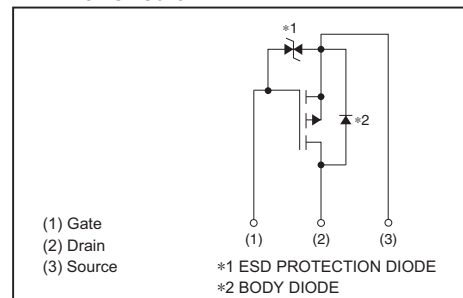 *1
*2
(1) Gate
(2) Drain
(3) Source
(1) (2) (3)
*1 ESD PROTECTION DIODE
*2 BODY DIODE